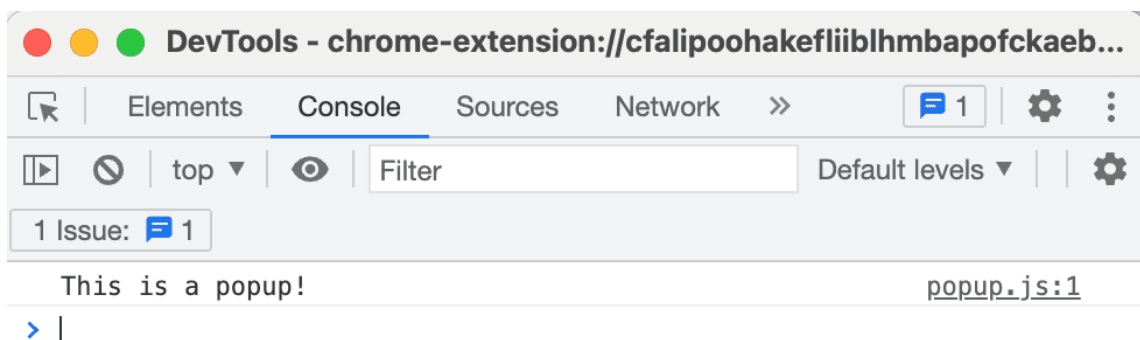 DevTools - chrome-extension://cfalipoohakefliiblhmbapofckaeb...
Elements Console Sources Network » 1
top ▼ Filter Default levels ▼
1 Issue: 1
This is a popup! popup.js:1
>